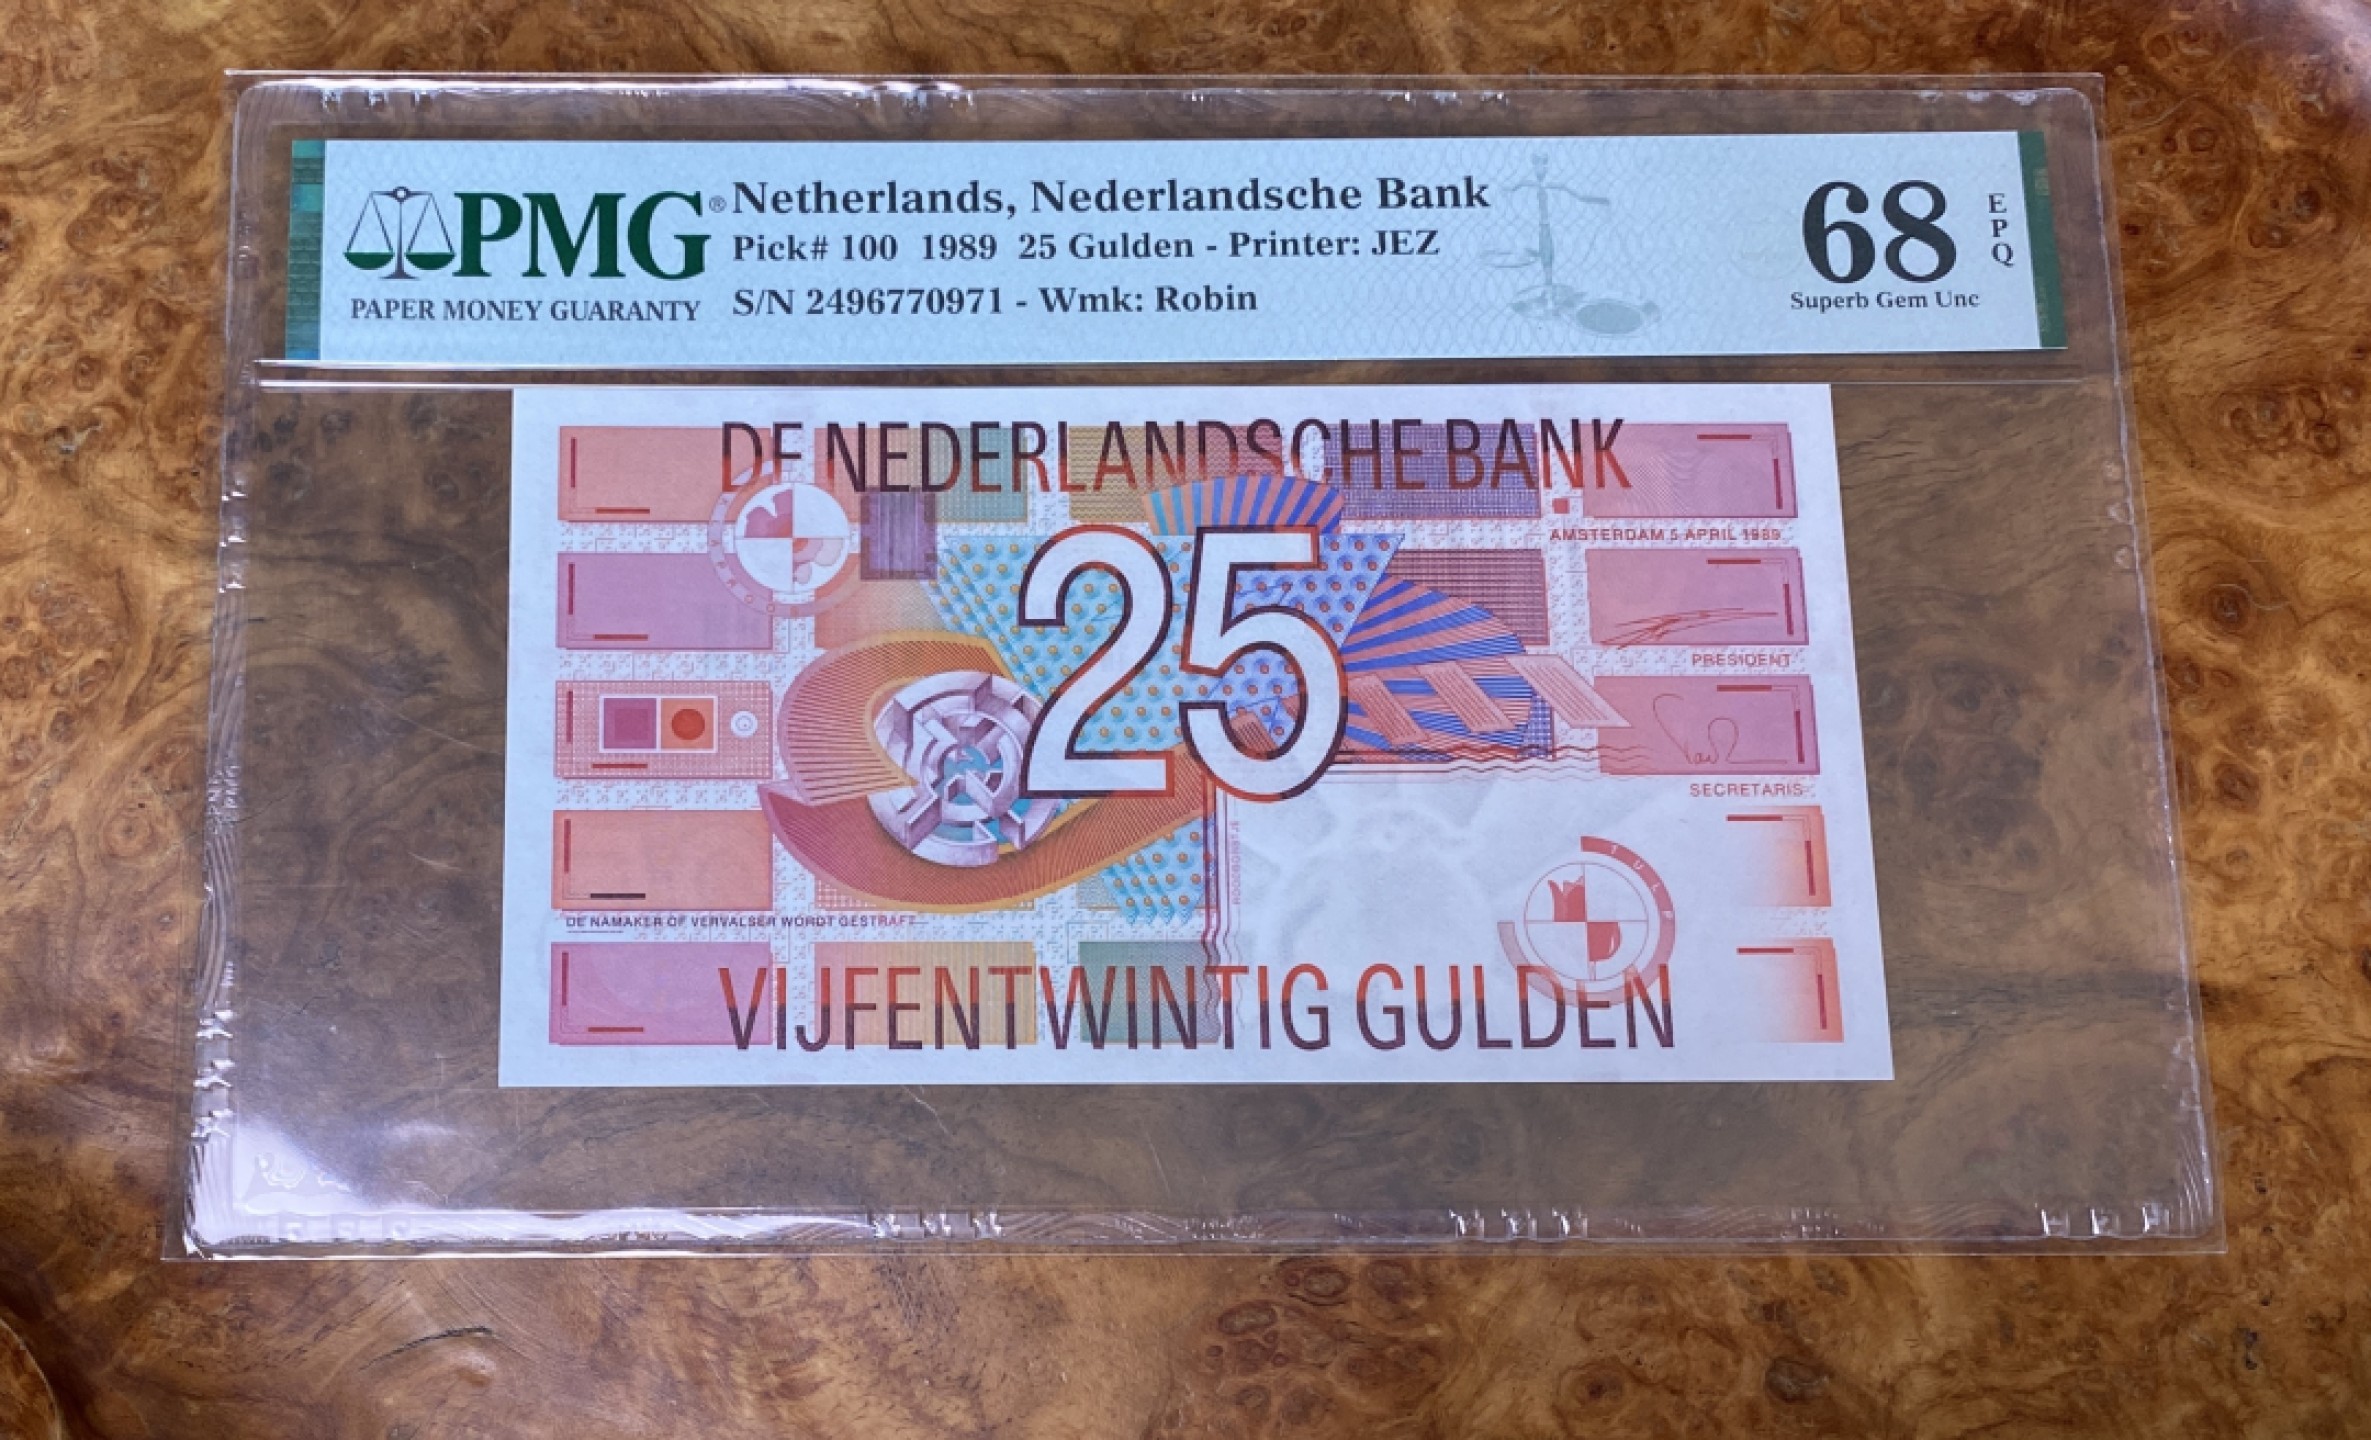 PMG®
PAPER MONEY GUARANTY
Netherlands, Nederlandsche Bank
Pick# 100 1989 25 Gulden - Printer: JEZ
S/N 2496770971 - Wmk: Robin
68
EPQ
Superb Gem Unc
DE NEDERLANDSCHE BANK
AMSTERDAM 5 APRIL 1989
25
PRESIDENT
SECRETARIS
ROODBORSTJE
TULP
DE NAMAKER OF VERVALSER WORDT GESTRAFT
VIJFENTWINTIG GULDEN